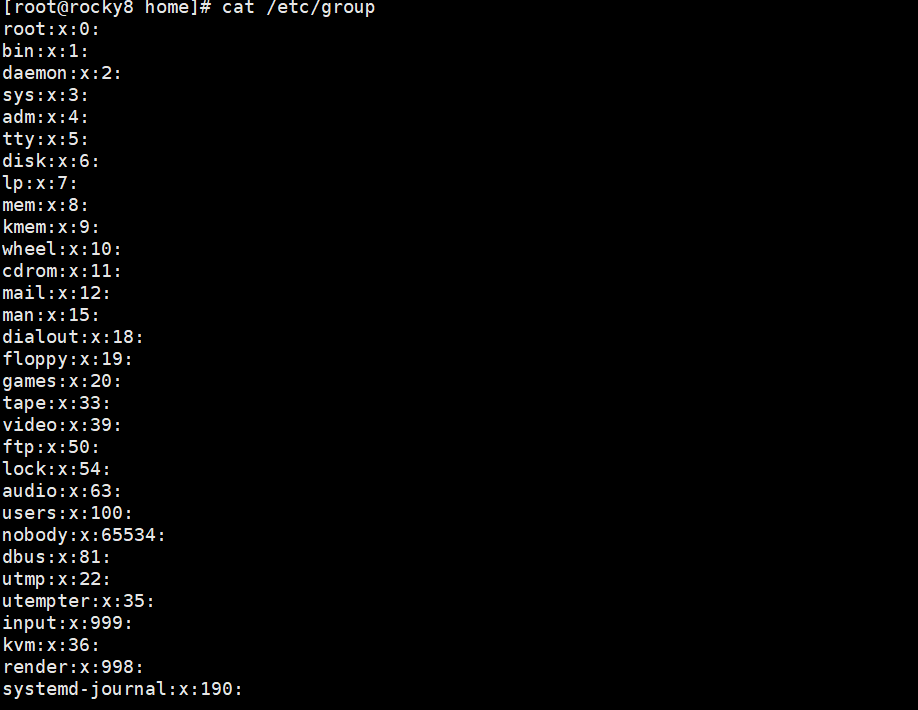 [root@rocky8 home]# cat /etc/group
root:x:0:
bin:x:1:
daemon:x:2:
sys:x:3:
adm:x:4:
tty:x:5:
disk:x:6:
lp:x:7:
mem:x:8:
kmem:x:9:
wheel:x:10:
cdrom:x:11:
mail:x:12:
man:x:15:
dialout:x:18:
floppy:x:19:
games:x:20:
tape:x:33:
video:x:39:
ftp:x:50:
lock:x:54:
audio:x:63:
users:x:100:
nobody:x:65534:
dbus:x:81:
utmp:x:22:
utempter:x:35:
input:x:999:
kvm:x:36:
render:x:998:
systemd-journal:x:190: